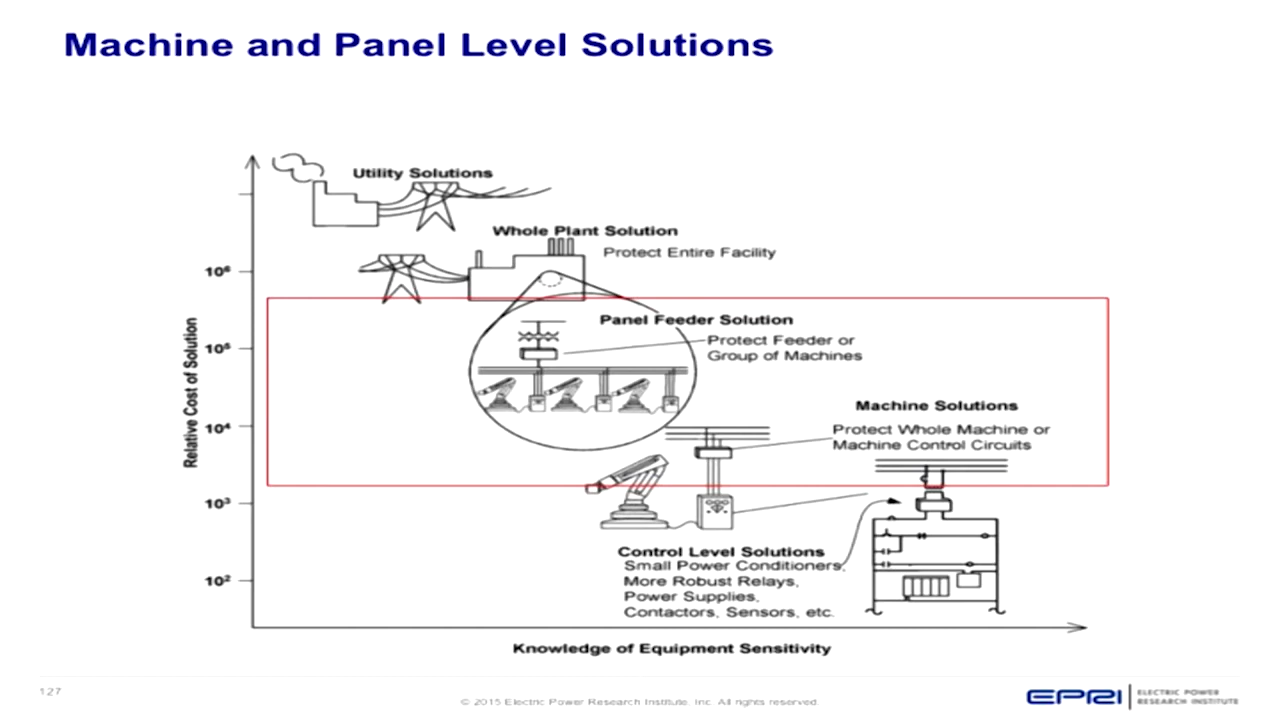 Machine and Panel Level Solutions
Utility Solutions
Whole Plant Solution
Protect Entire Facility
10⁶
Panel Feeder Solution
Protect Feeder or
Group of Machines
10⁵
Relative Cost of Solution
Machine Solutions
Protect Whole Machine or
Machine Control Circuits
10⁴
10³
Control Level Solutions
Small Power Conditioners,
More Robust Relays,
Power Supplies,
Contactors, Sensors, etc.
10²
Knowledge of Equipment Sensitivity
127
© 2015 Electric Power Research Institute, Inc. All rights reserved.
EPRI
ELECTRIC POWER
RESEARCH INSTITUTE